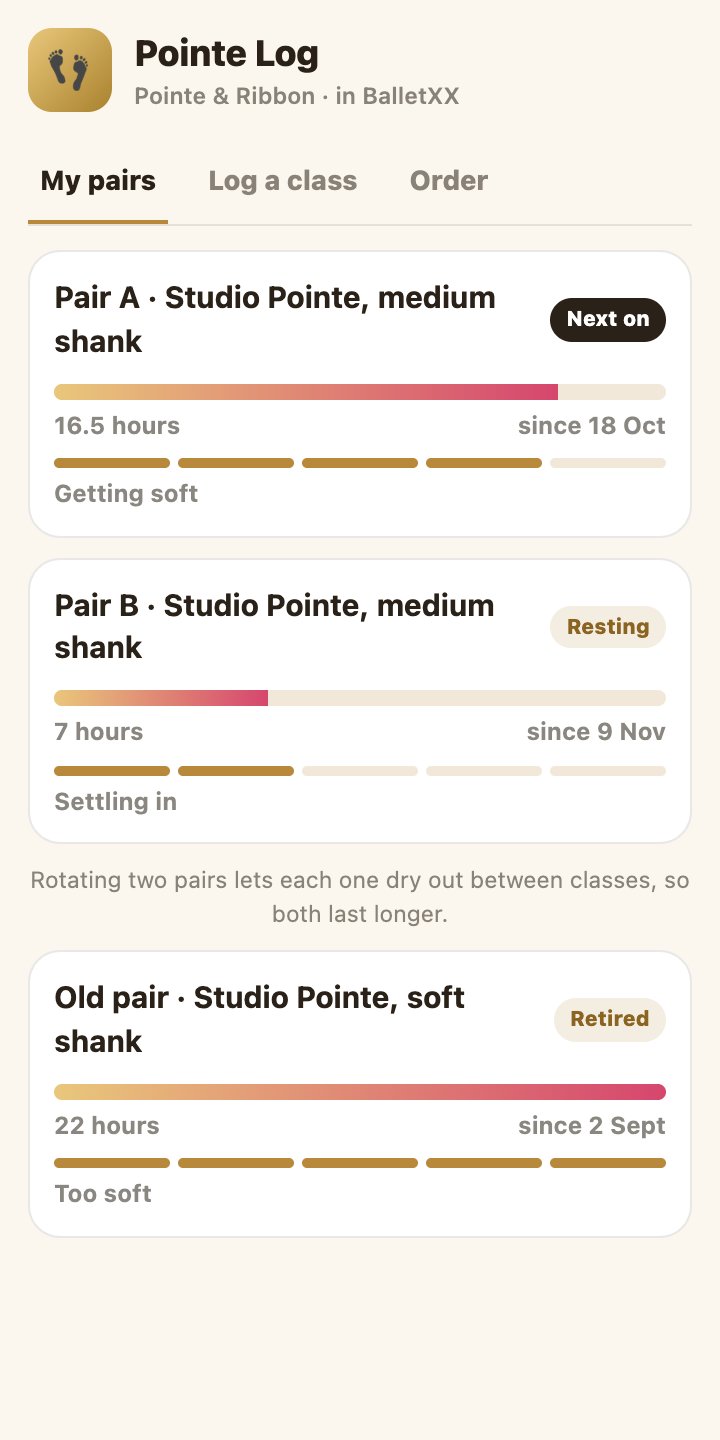 Pointe Log
Pointe & Ribbon · in BalletXX
My pairs
Log a class
Order
Pair A · Studio Pointe, medium
shank
Next on
16.5 hours
since 18 Oct
Getting soft
Pair B · Studio Pointe, medium
shank
Resting
7 hours
since 9 Nov
Settling in
Rotating two pairs lets each one dry out between classes, so
both last longer.
Old pair · Studio Pointe, soft
shank
Retired
22 hours
since 2 Sept
Too soft